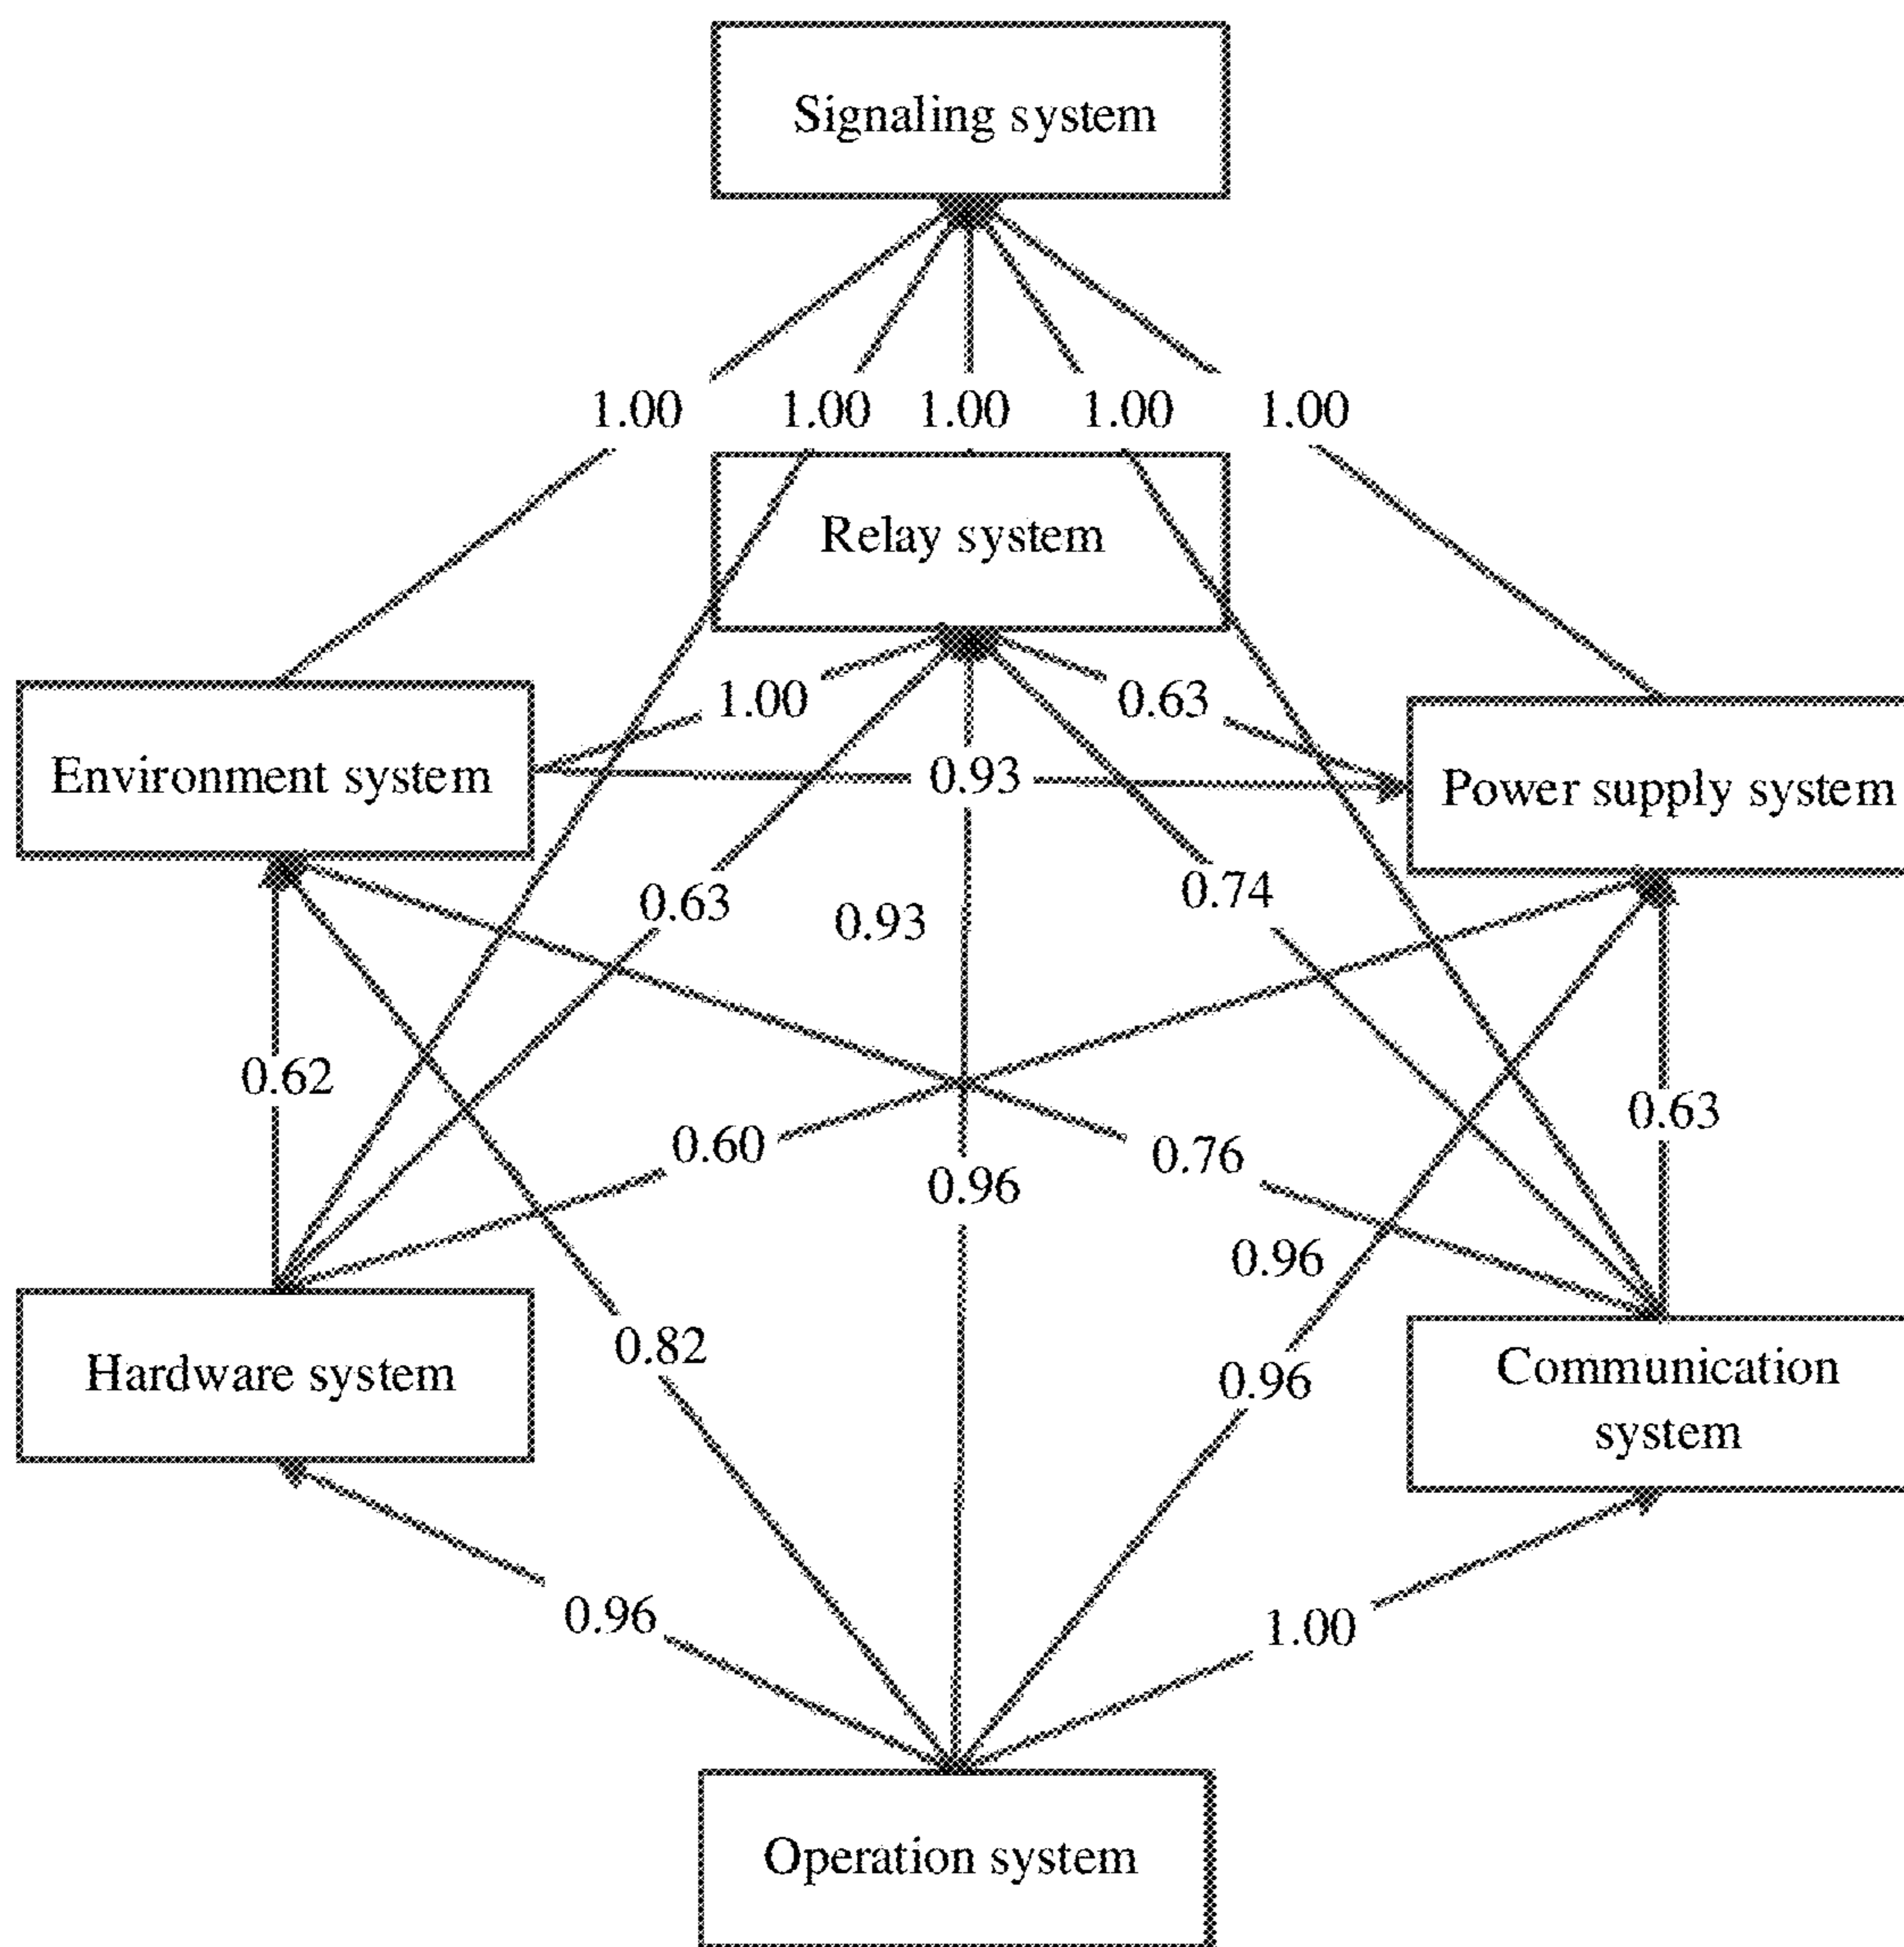 Signaling system
1.00 1.00 1.00 1.00 1.00
Relay system
1.00 0.63
Environment system 0.93 Power supply system
0.63 0.93 0.74
0.62 0.63
0.60 0.76
0.96
0.96
0.82
Hardware system 0.96 Communication
system
0.96 1.00
Operation system